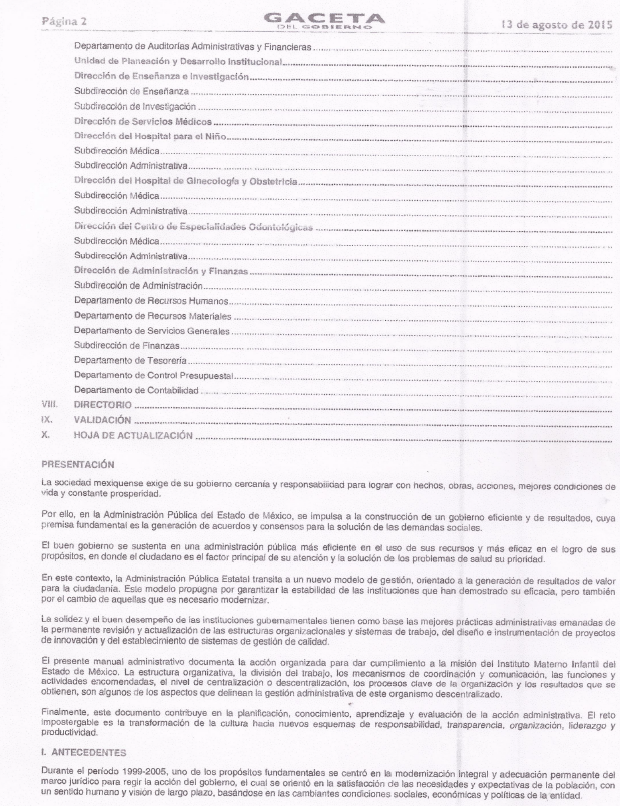 Página 2
GACETA
DEL GOBIERNO
13 de agosto de 2015
Departamento de Auditorías Administrativas y Financieras
Unidad de Planeación y Desarrollo Institucional
Dirección de Enseñanza e Investigación
Subdirección de Enseñanza
Subdirección de Investigación
Dirección de Servicios Médicos
Dirección del Hospital para el Niño
Subdirección Médica
Subdirección Administrativa
Dirección del Hospital de Ginecología y Obstetricia
Subdirección Médica
Subdirección Administrativa
Dirección del Centro de Especialidades Odontológicas
Subdirección Médica
Subdirección Administrativa
Dirección de Administración y Finanzas
Subdirección de Administración
Departamento de Recursos Humanos
Departamento de Recursos Materiales
Departamento de Servicios Generales
Subdirección de Finanzas
Departamento de Tesorería
Departamento de Control Presupuestal
Departamento de Contabilidad
VIII. DIRECTORIO
IX. VALIDACIÓN
X. HOJA DE ACTUALIZACIÓN
PRESENTACIÓN
La sociedad mexiquense exige de su gobierno cercanía y responsabilidad para lograr con hechos, obras, acciones, mejores condiciones de
vida y constante prosperidad.
Por ello, en la Administración Pública del Estado de México, se impulsa a la construcción de un gobierno eficiente y de resultados, cuya
premisa fundamental es la generación de acuerdos y consensos para la solución de las demandas sociales.
El buen gobierno se sustenta en una administración pública más eficiente en el uso de sus recursos y más eficaz en el logro de sus
propósitos, en donde el ciudadano es el factor principal de su atención y la solución de los problemas de salud su prioridad.
En este contexto, la Administración Pública Estatal transita a un nuevo modelo de gestión, orientado a la generación de resultados de valor
para la ciudadanía. Este modelo propugna por garantizar la estabilidad de las instituciones que han demostrado su eficacia, pero también
por el cambio de aquellas que es necesario modernizar.
La solidez y el buen desempeño de las instituciones gubernamentales tienen como base las mejores prácticas administrativas emanadas de
la permanente revisión y actualización de las estructuras organizacionales y sistemas de trabajo, del diseño e instrumentación de proyectos
de innovación y del establecimiento de sistemas de gestión de calidad.
El presente manual administrativo documenta la acción organizada para dar cumplimiento a la misión del Instituto Materno Infantil del
Estado de México. La estructura organizativa, la división del trabajo, los mecanismos de coordinación y comunicación, las funciones y
actividades encomendadas, el nivel de centralización o descentralización, los procesos clave de la organización y los resultados que se
obtienen, son algunos de los aspectos que delinean la gestión administrativa de este organismo descentralizado.
Finalmente, este documento contribuye en la planificación, conocimiento, aprendizaje y evaluación de la acción administrativa. El reto
impostergable es la transformación de la cultura hacia nuevos esquemas de responsabilidad, transparencia, organización, liderazgo y
productividad.
I. ANTECEDENTES
Durante el período 1999-2005, uno de los propósitos fundamentales se centró en la modernización integral y adecuación permanente del
marco jurídico para regir la acción del gobierno, el cual se orientó en la satisfacción de las necesidades y expectativas de la población, con
un sentido humano y visión de largo plazo, basándose en las cambiantes condiciones sociales, económicas y políticas de la entidad.